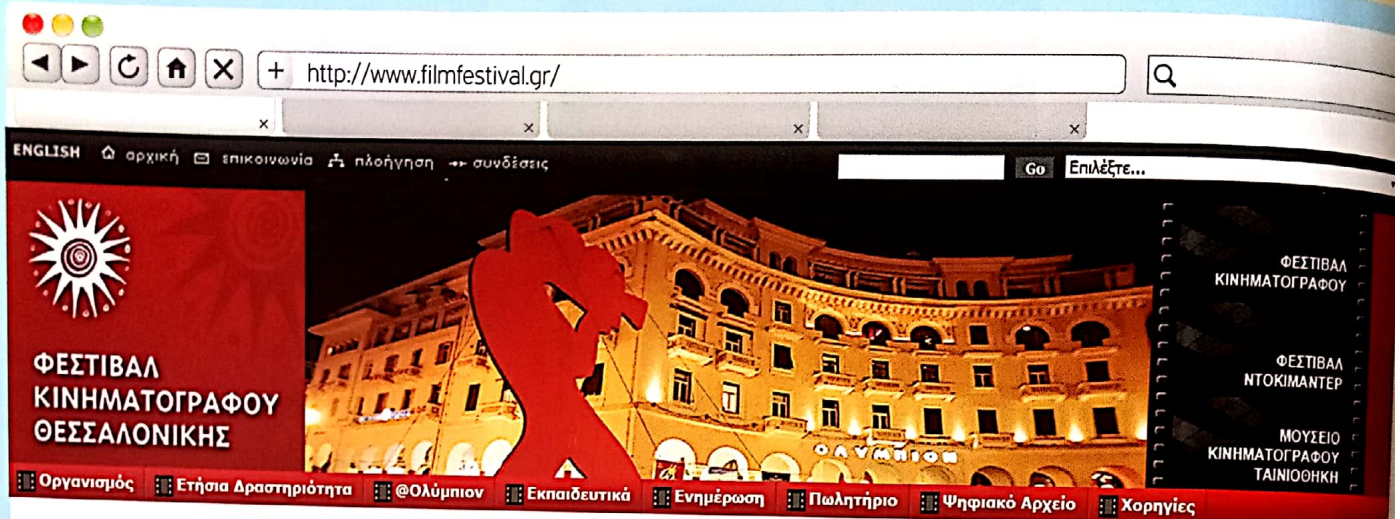 http://www.filmfestival.gr/
ENGLISH αρχική επικοινωνία πλοήγηση συνδέσεις
Go Επιλέξτε...
ΦΕΣΤΙΒΑΛ
ΚΙΝΗΜΑΤΟΓΡΑΦΟΥ
ΘΕΣΣΑΛΟΝΙΚΗΣ
ΟΛΥΜΠΙΟΝ
ΦΕΣΤΙΒΑΛ
ΚΙΝΗΜΑΤΟΓΡΑΦΟΥ
ΦΕΣΤΙΒΑΛ
ΝΤΟΚΙΜΑΝΤΕΡ
ΜΟΥΣΕΙΟ
ΚΙΝΗΜΑΤΟΓΡΑΦΟΥ
ΤΑΙΝΙΟΘΗΚΗ
Οργανισμός Ετήσια Δραστηριότητα @Ολύμπιον Εκπαιδευτικά Ενημέρωση Πωλητήριο Ψηφιακό Αρχείο Χορηγίες